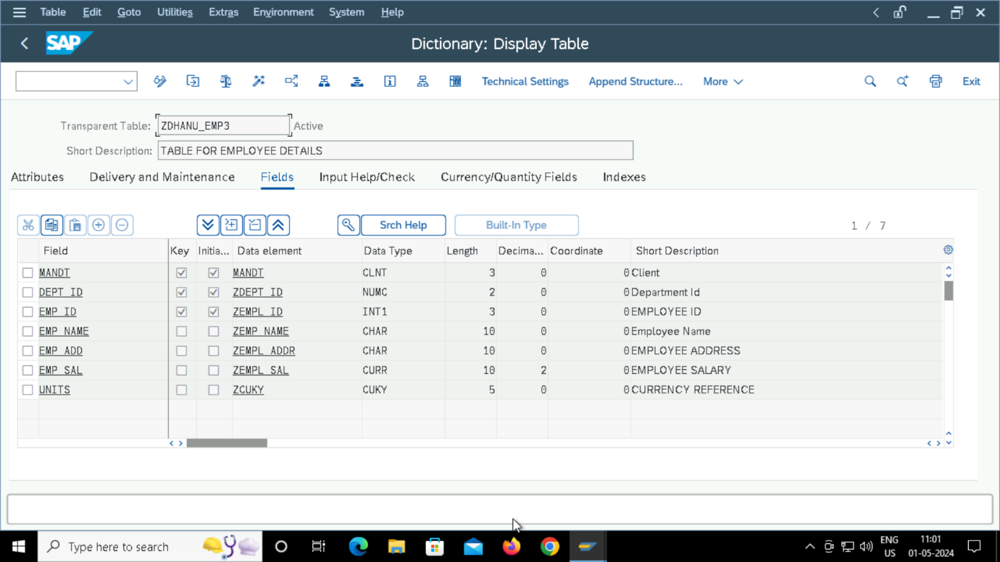 Table Edit Goto Utilities Extras Environment System Help
SAP Dictionary: Display Table
Technical Settings Append Structure... More Exit
Transparent Table: ZDHANU_EMP3 Active
Short Description: TABLE FOR EMPLOYEE DETAILS
Attributes Delivery and Maintenance Fields Input Help/Check Currency/Quantity Fields Indexes
Srch Help Built-In Type 1 / 7
Field Key Initia... Data element Data Type Length Decima... Coordinate Short Description
MANDT MANDT CLNT 3 0 0 Client
DEPT_ID ZDEPT_ID NUMC 2 0 0 Department Id
EMP_ID ZEMPL_ID INT1 3 0 0 EMPLOYEE ID
EMP_NAME ZEMP_NAME CHAR 10 0 0 Employee Name
EMP_ADD ZEMPL_ADDR CHAR 10 0 0 EMPLOYEE ADDRESS
EMP_SAL ZEMPL_SAL CURR 10 2 0 EMPLOYEE SALARY
UNITS ZCUKY CUKY 5 0 0 CURRENCY REFERENCE
Type here to search
ENG 11:01
US 01-05-2024